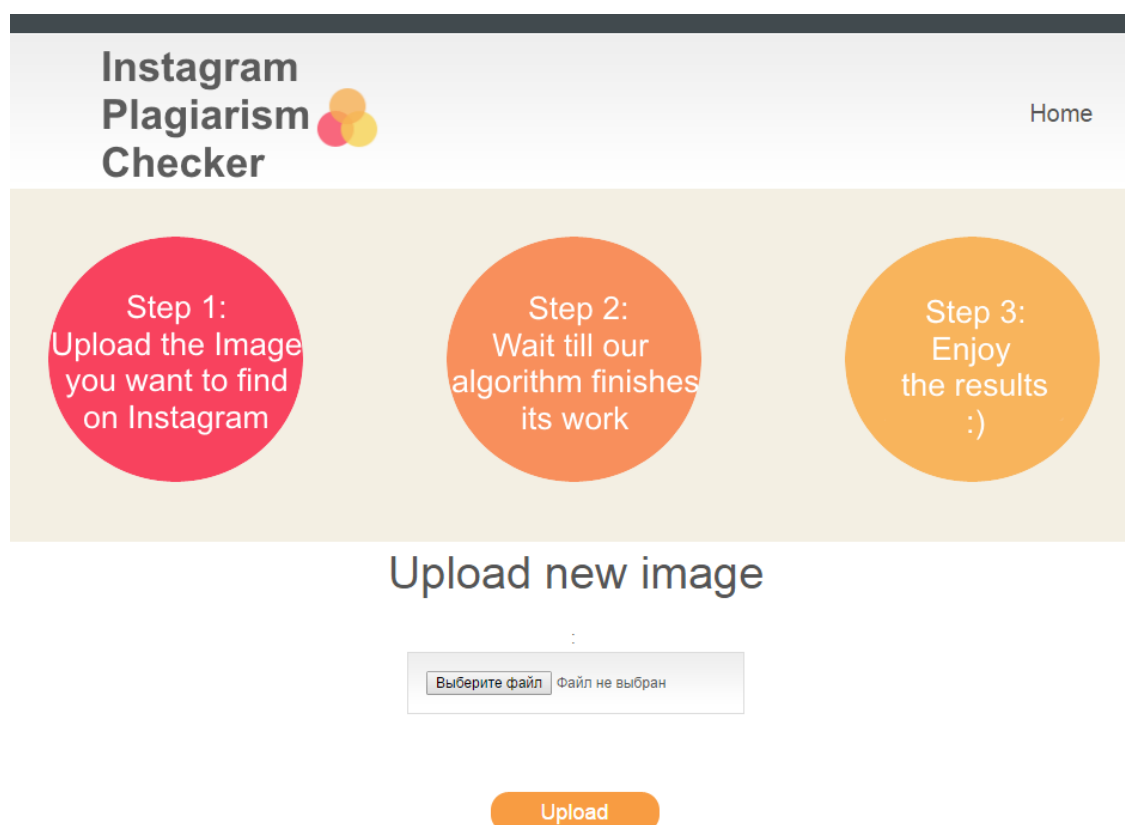 Instagram
Plagiarism
Checker
Home
Step 1:
Upload the Image
you want to find
on Instagram
Step 2:
Wait till our
algorithm finishes
its work
Step 3:
Enjoy
the results
:)
Upload new image
:
Выберите файл Файл не выбран
Upload